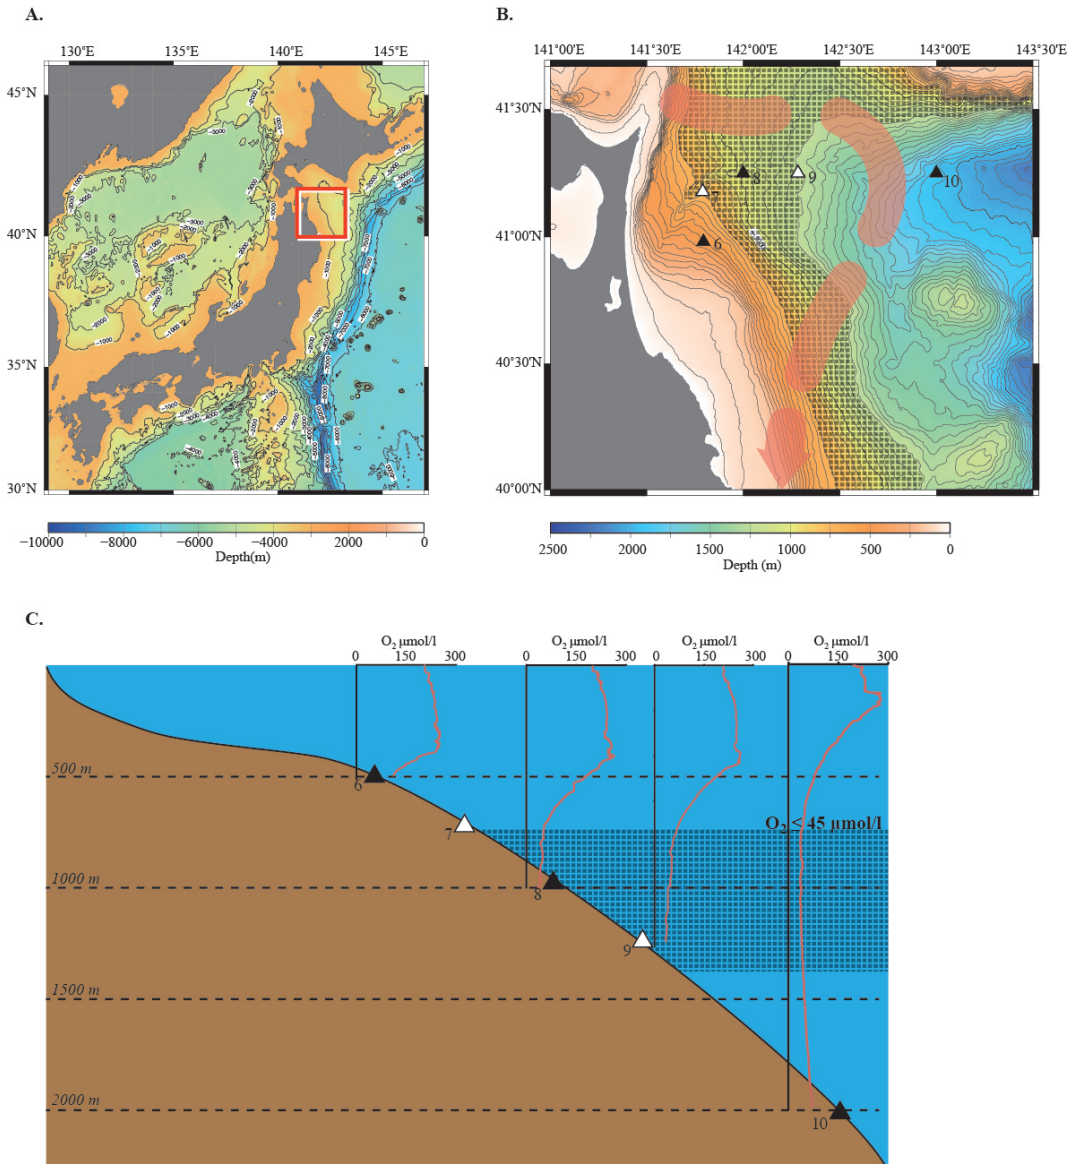 A.
130°E 135°E 140°E 145°E
45°N
40°N
35°N
30°N
−10000 −8000 −6000 −4000 2000 0
Depth(m)
B.
141°00'E 141°30'E 142°00'E 142°30'E 143°00'E 143°30'E
41°30'N
41°00'N
40°30'N
40°00'N
7
8
9
10
6
2500 2000 1500 1000 500 0
Depth (m)
C.
O₂ μmol/l O₂ μmol/l O₂ μmol/l O₂ μmol/l
0 150 300 0 150 300 0 150 300 0 150 300
500 m
6
7
O₂ ≤ 45 μmol/l
1000 m
8
9
1500 m
2000 m
10